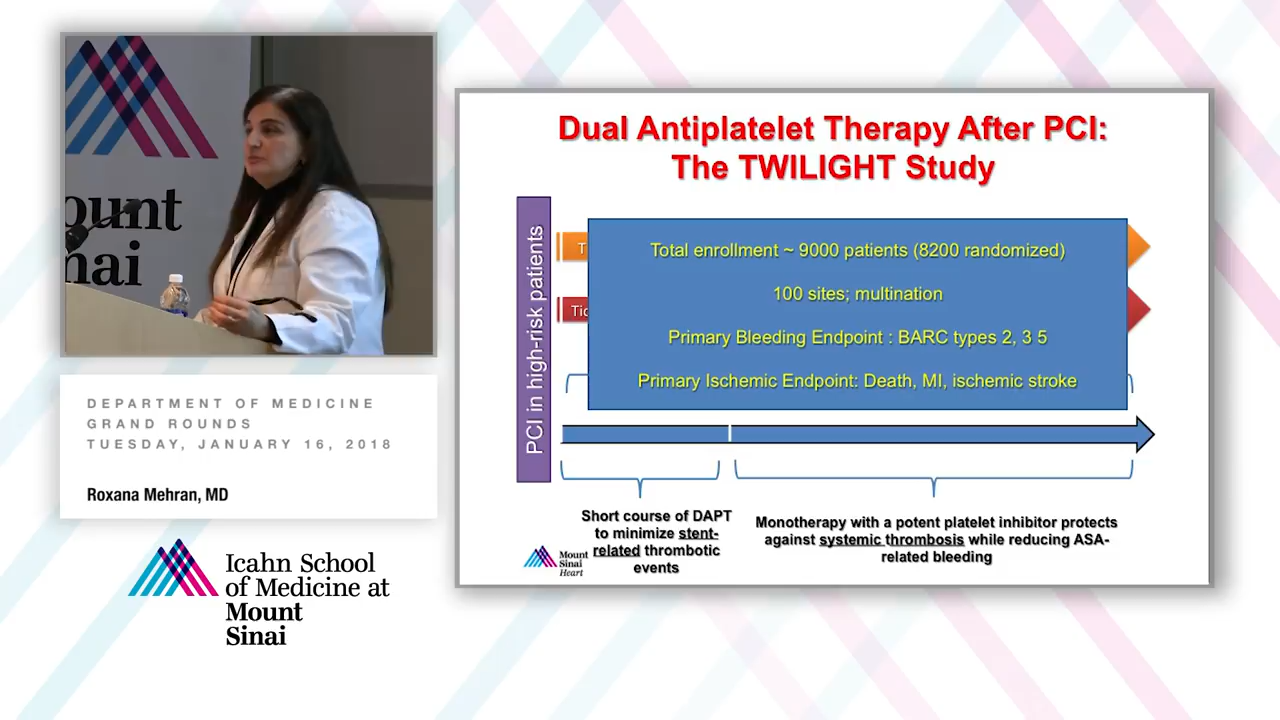 ount
nai
DEPARTMENT OF MEDICINE
GRAND ROUNDS
TUESDAY, JANUARY 16, 2018
Roxana Mehran, MD
Icahn School
of Medicine at
Mount
Sinai
Dual Antiplatelet Therapy After PCI:
The TWILIGHT Study
PCI in high-risk patients
T
Tic
Total enrollment ~ 9000 patients (8200 randomized)
100 sites; multination
Primary Bleeding Endpoint : BARC types 2, 3 5
Primary Ischemic Endpoint: Death, MI, ischemic stroke
Short course of DAPT
to minimize stent-
related thrombotic
events
Monotherapy with a potent platelet inhibitor protects
against systemic thrombosis while reducing ASA-
related bleeding
Mount
Sinai
Heart